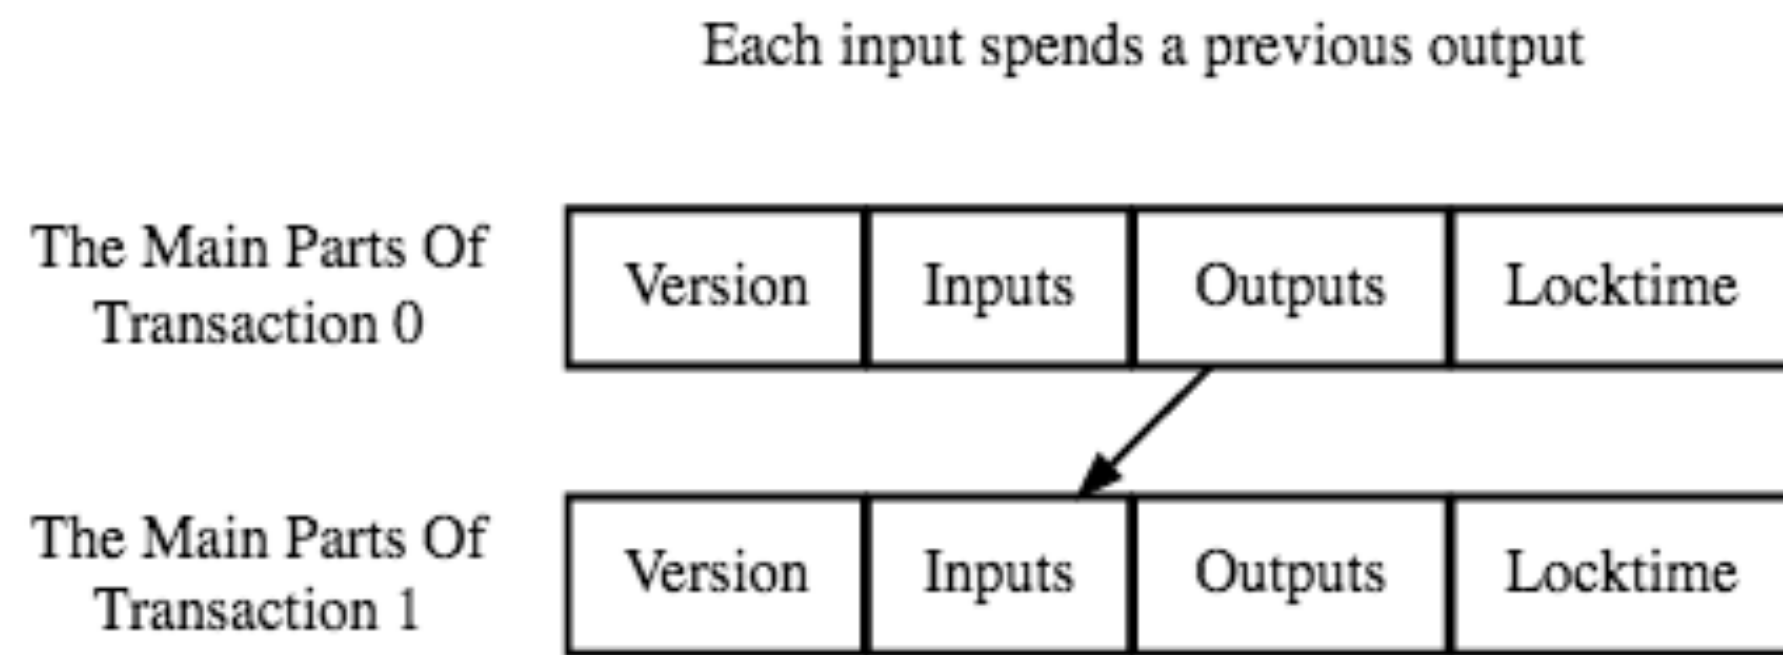 Each input spends a previous output
The Main Parts Of
Transaction 0
Version Inputs Outputs Locktime
The Main Parts Of
Transaction 1
Version Inputs Outputs Locktime